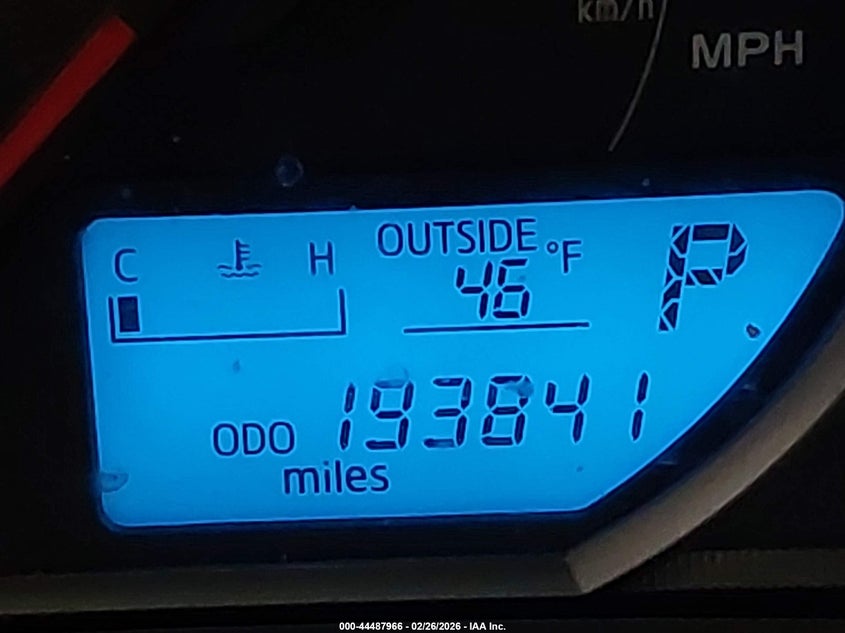 km/h
MPH
C H
OUTSIDE °F
46
P
ODO 193841
miles
000-44487966 - 02/26/2026 - IAA Inc.